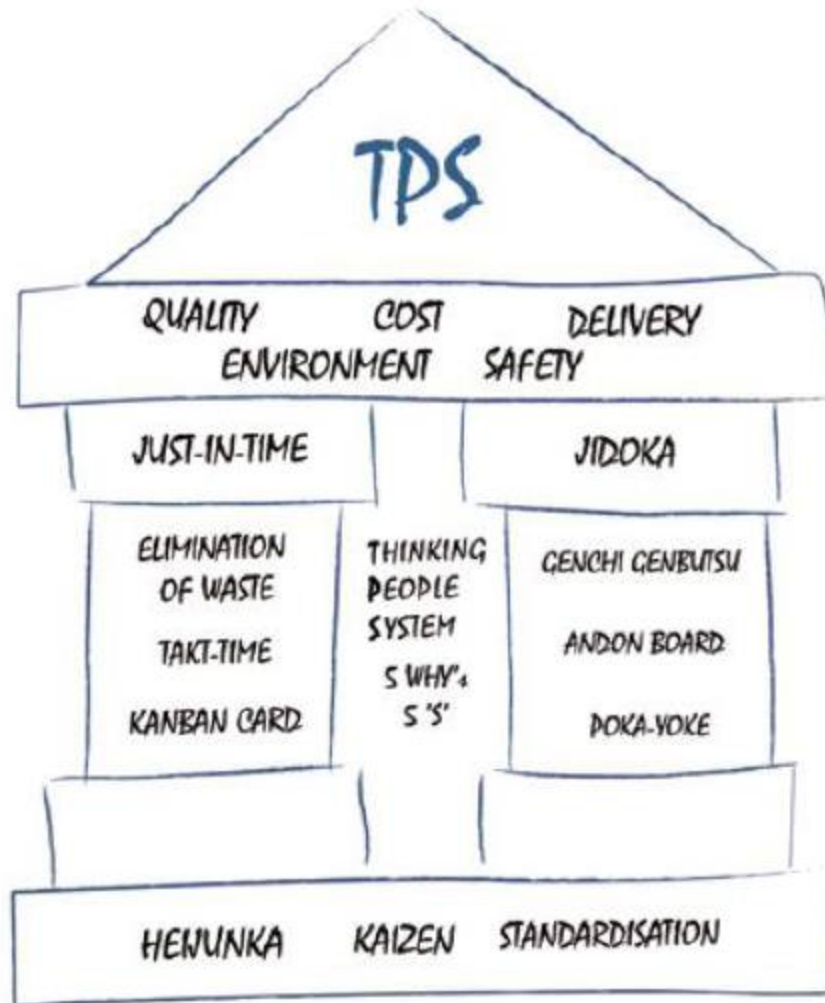 TPS
QUALITY COST DELIVERY
ENVIRONMENT SAFETY
JUST-IN-TIME
JIDOKA
ELIMINATION
OF WASTE
TAKT-TIME
KANBAN CARD
THINKING
PEOPLE
SYSTEM
5 WHY's
5 'S'
GENCHI GENBUTSU
ANDON BOARD
POKA-YOKE
HEIJUNKA KAIZEN STANDARDISATION